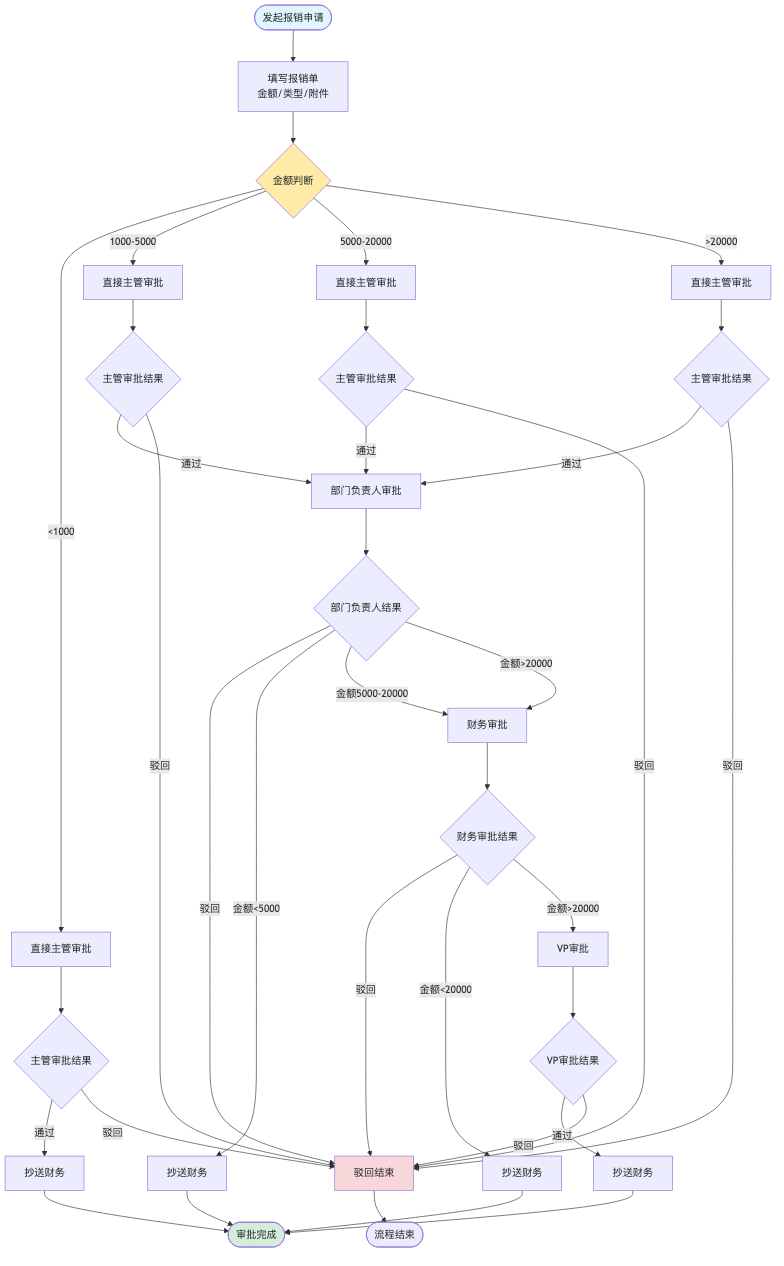 发起报销申请
填写报销单
金额/类型/附件
金额判断
1000-5000
5000-20000
>20000
直接主管审批
直接主管审批
直接主管审批
主管审批结果
主管审批结果
主管审批结果
通过
通过
通过
部门负责人审批
<1000
部门负责人结果
金额>20000
金额5000-20000
财务审批
驳回
驳回
驳回
财务审批结果
驳回
金额<5000
金额>20000
直接主管审批
VP审批
驳回
金额<20000
主管审批结果
VP审批结果
通过
驳回
通过
驳回
抄送财务
抄送财务
驳回结束
抄送财务
抄送财务
审批完成
流程结束